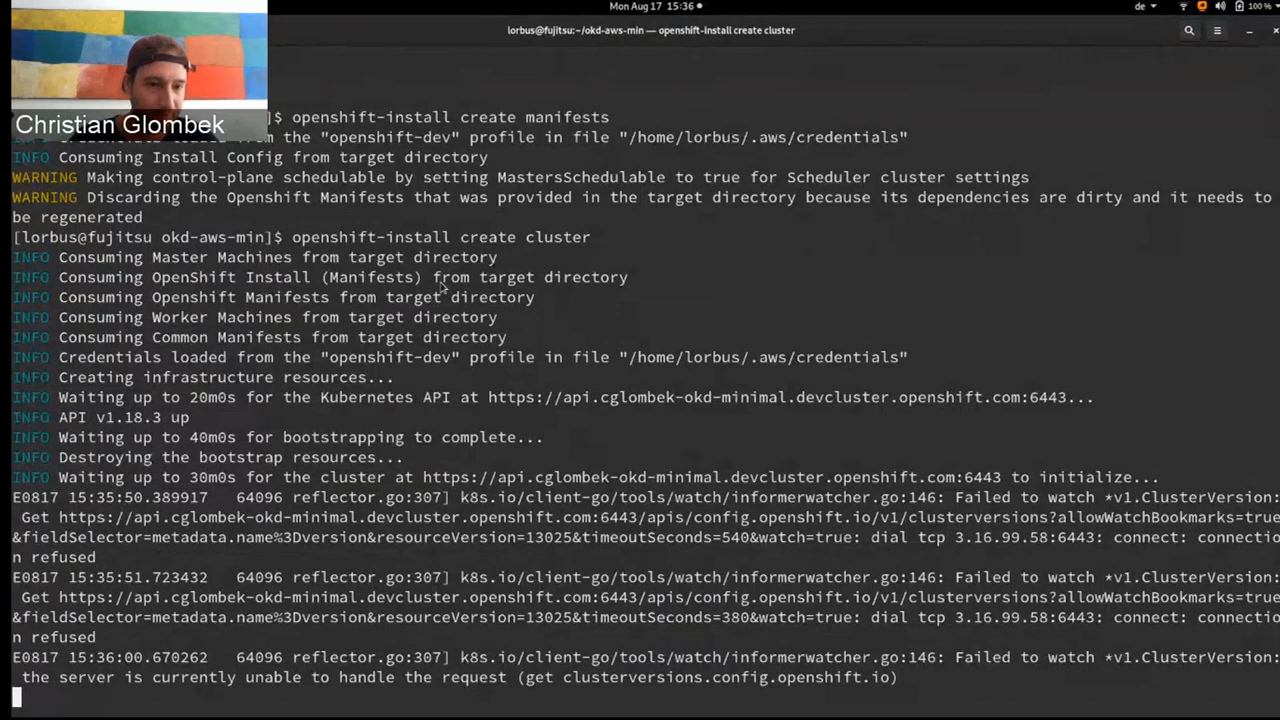 Mon Aug 17 15:36
de
100 %
lorbus@fujitsu:~/okd-aws-min — openshift-install create cluster
Christian Glombek
]$ openshift-install create manifests
the "openshift-dev" profile in file "/home/lorbus/.aws/credentials"
INFO Consuming Install Config from target directory
WARNING Making control-plane schedulable by setting MastersSchedulable to true for Scheduler cluster settings
WARNING Discarding the Openshift Manifests that was provided in the target directory because its dependencies are dirty and it needs to
be regenerated
[lorbus@fujitsu okd-aws-min]$ openshift-install create cluster
INFO Consuming Master Machines from target directory
INFO Consuming OpenShift Install (Manifests) from target directory
INFO Consuming Openshift Manifests from target directory
INFO Consuming Worker Machines from target directory
INFO Consuming Common Manifests from target directory
INFO Credentials loaded from the "openshift-dev" profile in file "/home/lorbus/.aws/credentials"
INFO Creating infrastructure resources...
INFO Waiting up to 20m0s for the Kubernetes API at https://api.cglombek-okd-minimal.devcluster.openshift.com:6443...
INFO API v1.18.3 up
INFO Waiting up to 40m0s for bootstrapping to complete...
INFO Destroying the bootstrap resources...
INFO Waiting up to 30m0s for the cluster at https://api.cglombek-okd-minimal.devcluster.openshift.com:6443 to initialize...
E0817 15:35:50.389917   64096 reflector.go:307] k8s.io/client-go/tools/watch/informerwatcher.go:146: Failed to watch *v1.ClusterVersion:
Get https://api.cglombek-okd-minimal.devcluster.openshift.com:6443/apis/config.openshift.io/v1/clusterversions?allowWatchBookmarks=true
&fieldSelector=metadata.name%3Dversion&resourceVersion=13025&timeoutSeconds=540&watch=true: dial tcp 3.16.99.58:6443: connect: connectio
n refused
E0817 15:35:51.723432   64096 reflector.go:307] k8s.io/client-go/tools/watch/informerwatcher.go:146: Failed to watch *v1.ClusterVersion:
Get https://api.cglombek-okd-minimal.devcluster.openshift.com:6443/apis/config.openshift.io/v1/clusterversions?allowWatchBookmarks=true
&fieldSelector=metadata.name%3Dversion&resourceVersion=13025&timeoutSeconds=380&watch=true: dial tcp 3.16.99.58:6443: connect: connectio
n refused
E0817 15:36:00.670262   64096 reflector.go:307] k8s.io/client-go/tools/watch/informerwatcher.go:146: Failed to watch *v1.ClusterVersion:
the server is currently unable to handle the request (get clusterversions.config.openshift.io)